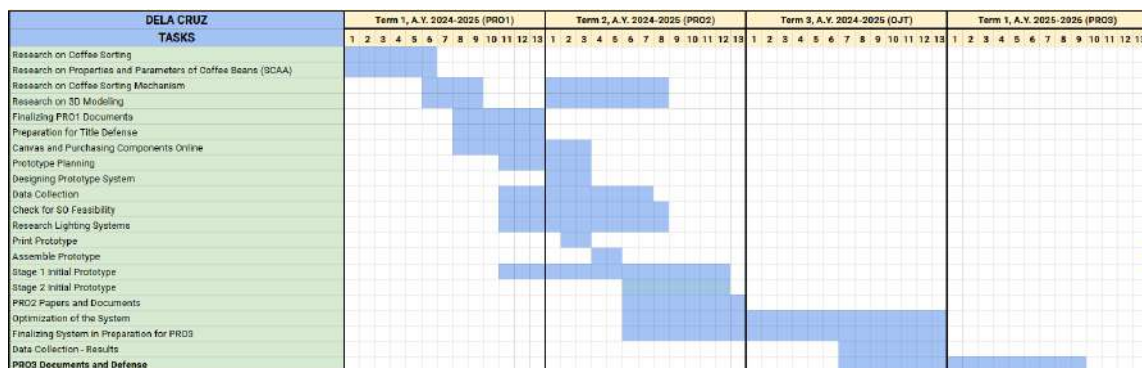 DELA CRUZ
Term 1, A.Y. 2024-2025 (PRO1) Term 2, A.Y. 2024-2025 (PRO2) Term 3, A.Y. 2024-2025 (OJT) Term 1, A.Y. 2025-2026 (PRO3)
TASKS
1 2 3 4 5 6 7 8 9 10 11 12 13 1 2 3 4 5 6 7 8 9 10 11 12 13 1 2 3 4 5 6 7 8 9 10 11 12 13 1 2 3 4 5 6 7 8 9 10 11 12
Research on Coffee Sorting
Research on Properties and Parameters of Coffee Beans (SCAA)
Research on Coffee Sorting Mechanism
Research on 3D Modeling
Finalizing PRO1 Documents
Preparation for Title Defense
Canvas and Purchasing Components Online
Prototype Planning
Designing Prototype System
Data Collection
Check for SO Feasibility
Research Lighting Systems
Print Prototype
Assemble Prototype
Stage 1 Initial Prototype
Stage 2 Initial Prototype
PRO2 Papers and Documents
Optimization of the System
Finalizing System in Preparation for PRO3
Data Collection - Results
PRO3 Documents and Defense